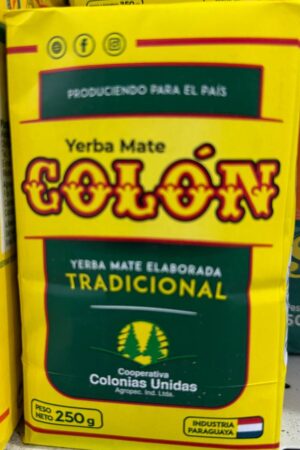 PRODUCIENDO PARA EL PAÍS
Yerba Mate
COLÓN
YERBA MATE ELABORADA
TRADICIONAL
Cooperativa
Colonias Unidas
Agropec. Ind. Ltda.
PESO NETO 250 g
INDUSTRIA PARAGUAYA